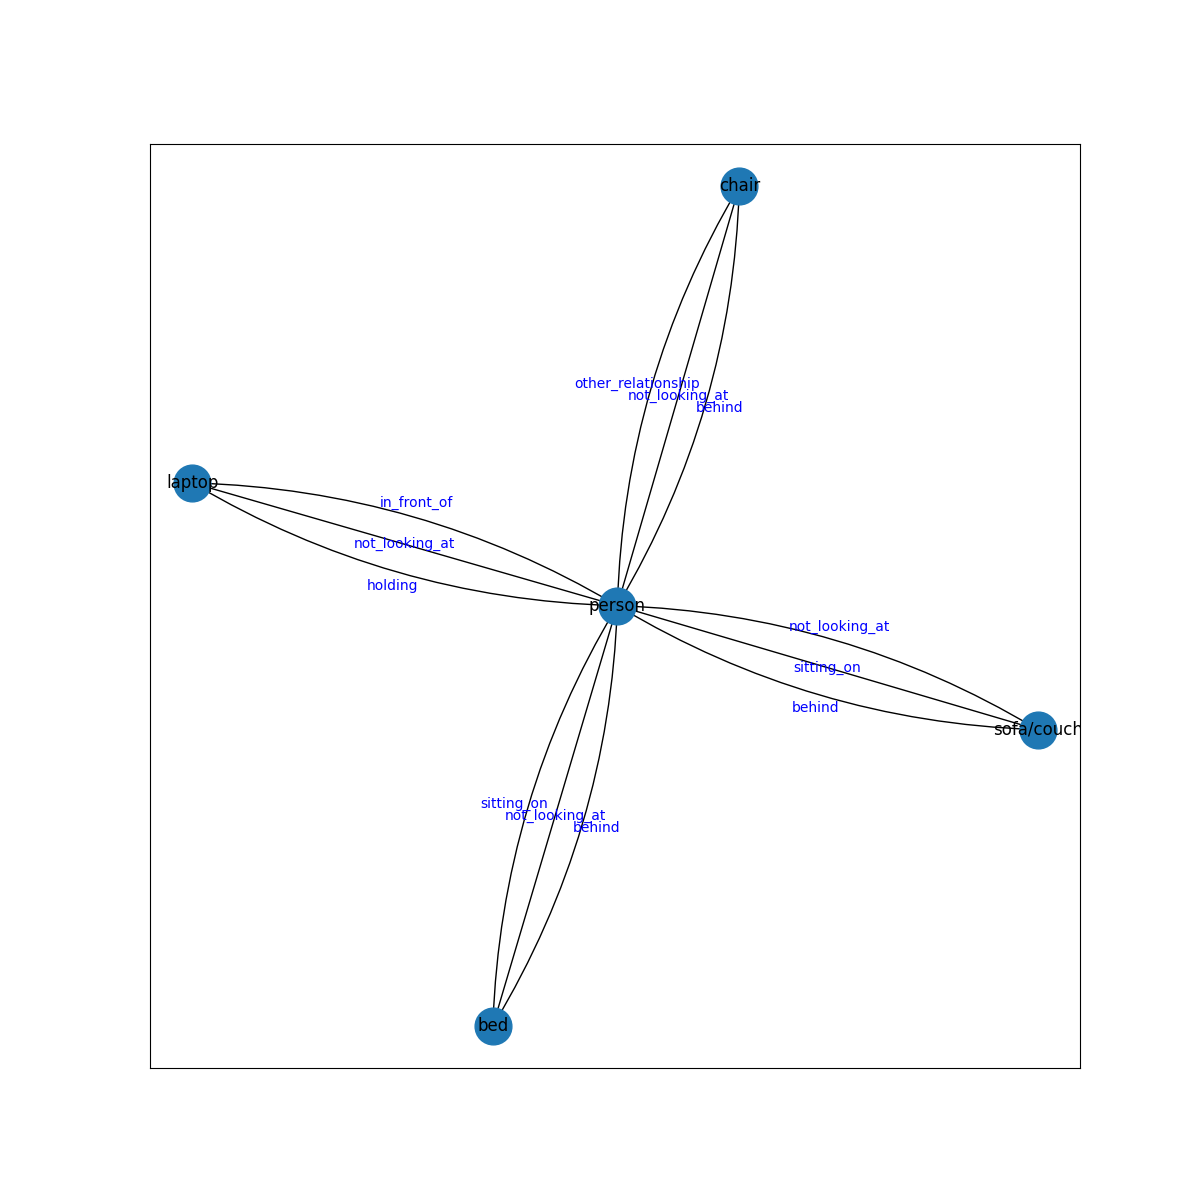 chair
other_relationship
not_looking_at
behind
laptop
in_front_of
not_looking_at
holding
person
not_looking_at
sitting_on
behind
sofa/couch
sitting_on
not_looking_at
behind
bed